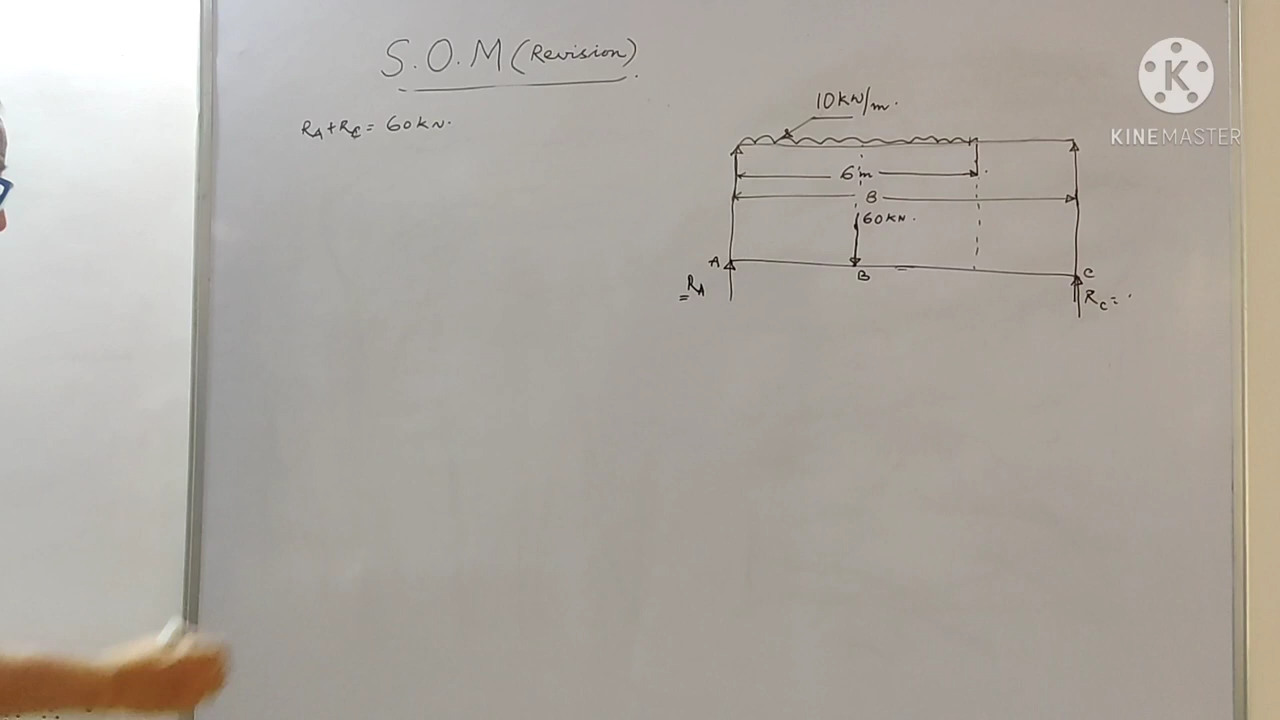 S.O.M (Revision)
RA+RC = 60KN.
10KN/m.
6m
8
60KN.
A
B
C
=RA
RC=
KINEMASTER